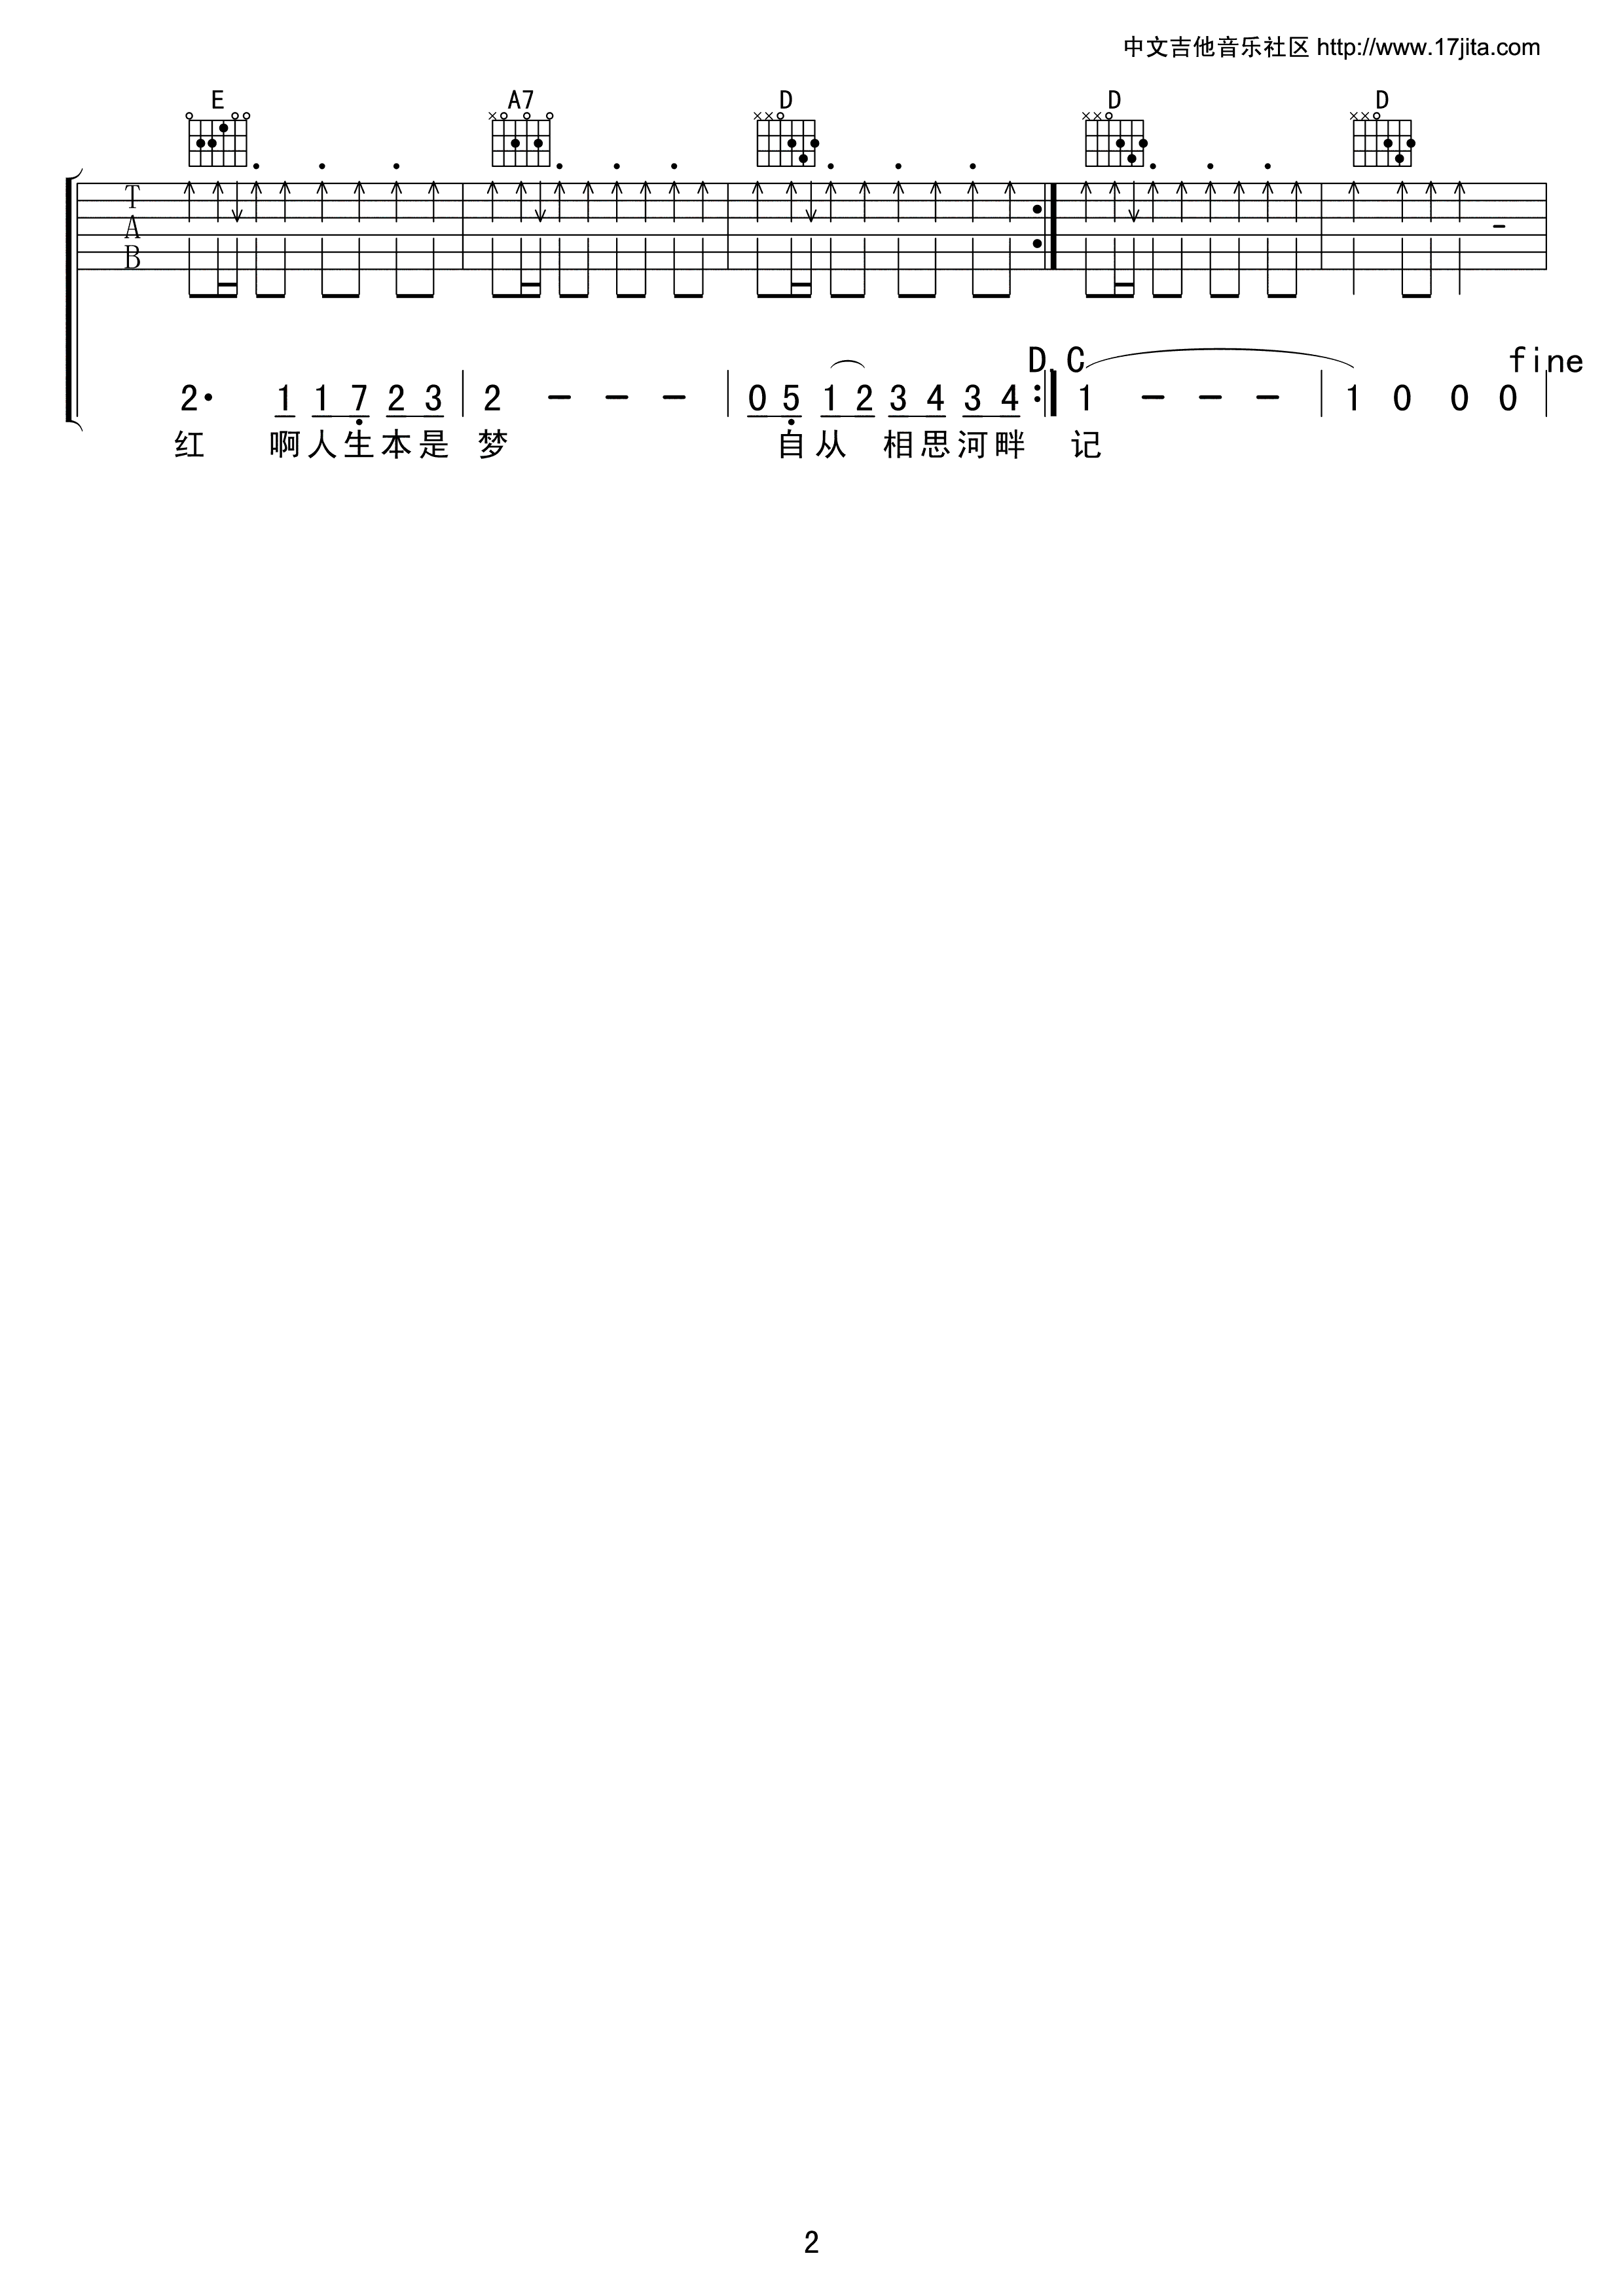 中文吉他音乐社区 http://www.17jita.com
E A7 D D D
T
A
B
D.C fine
2· 1 1 7 2 3 2 - - - 0 5 1 2 3 4 3 4 1 - - - 1 0 0 0
红 啊人生本是梦 自从 相思河畔 记
2